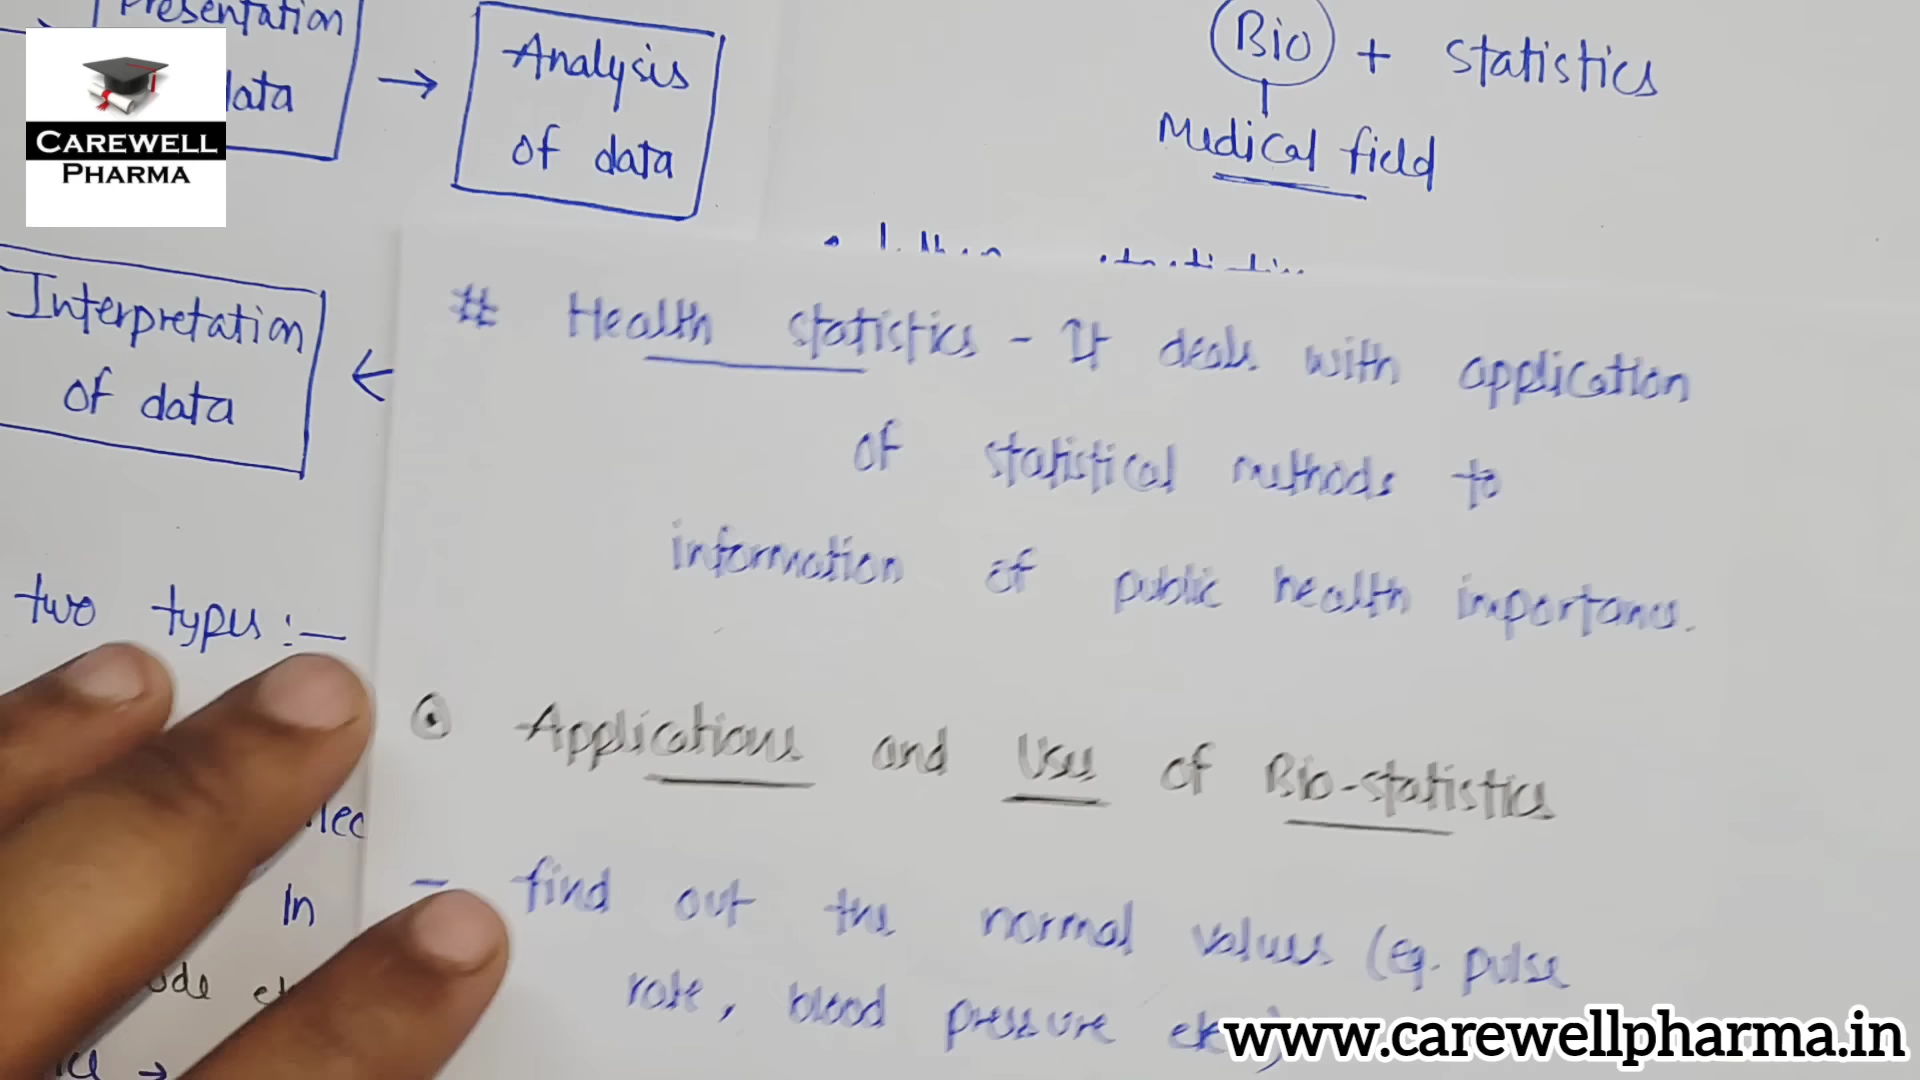 Presentation
data
CAREWELL
PHARMA
→ Analysis
of data
Bio + statistics
Medical field
Interpretation
of data
←
# Health statistics - It deals with application
of statistical methods to
information of public health importance.
two types :-
Applications and Uses of Bio-statistics
In
- find out the normal values (eg. pulse
rate, blood pressure etc)
www.carewellpharma.in